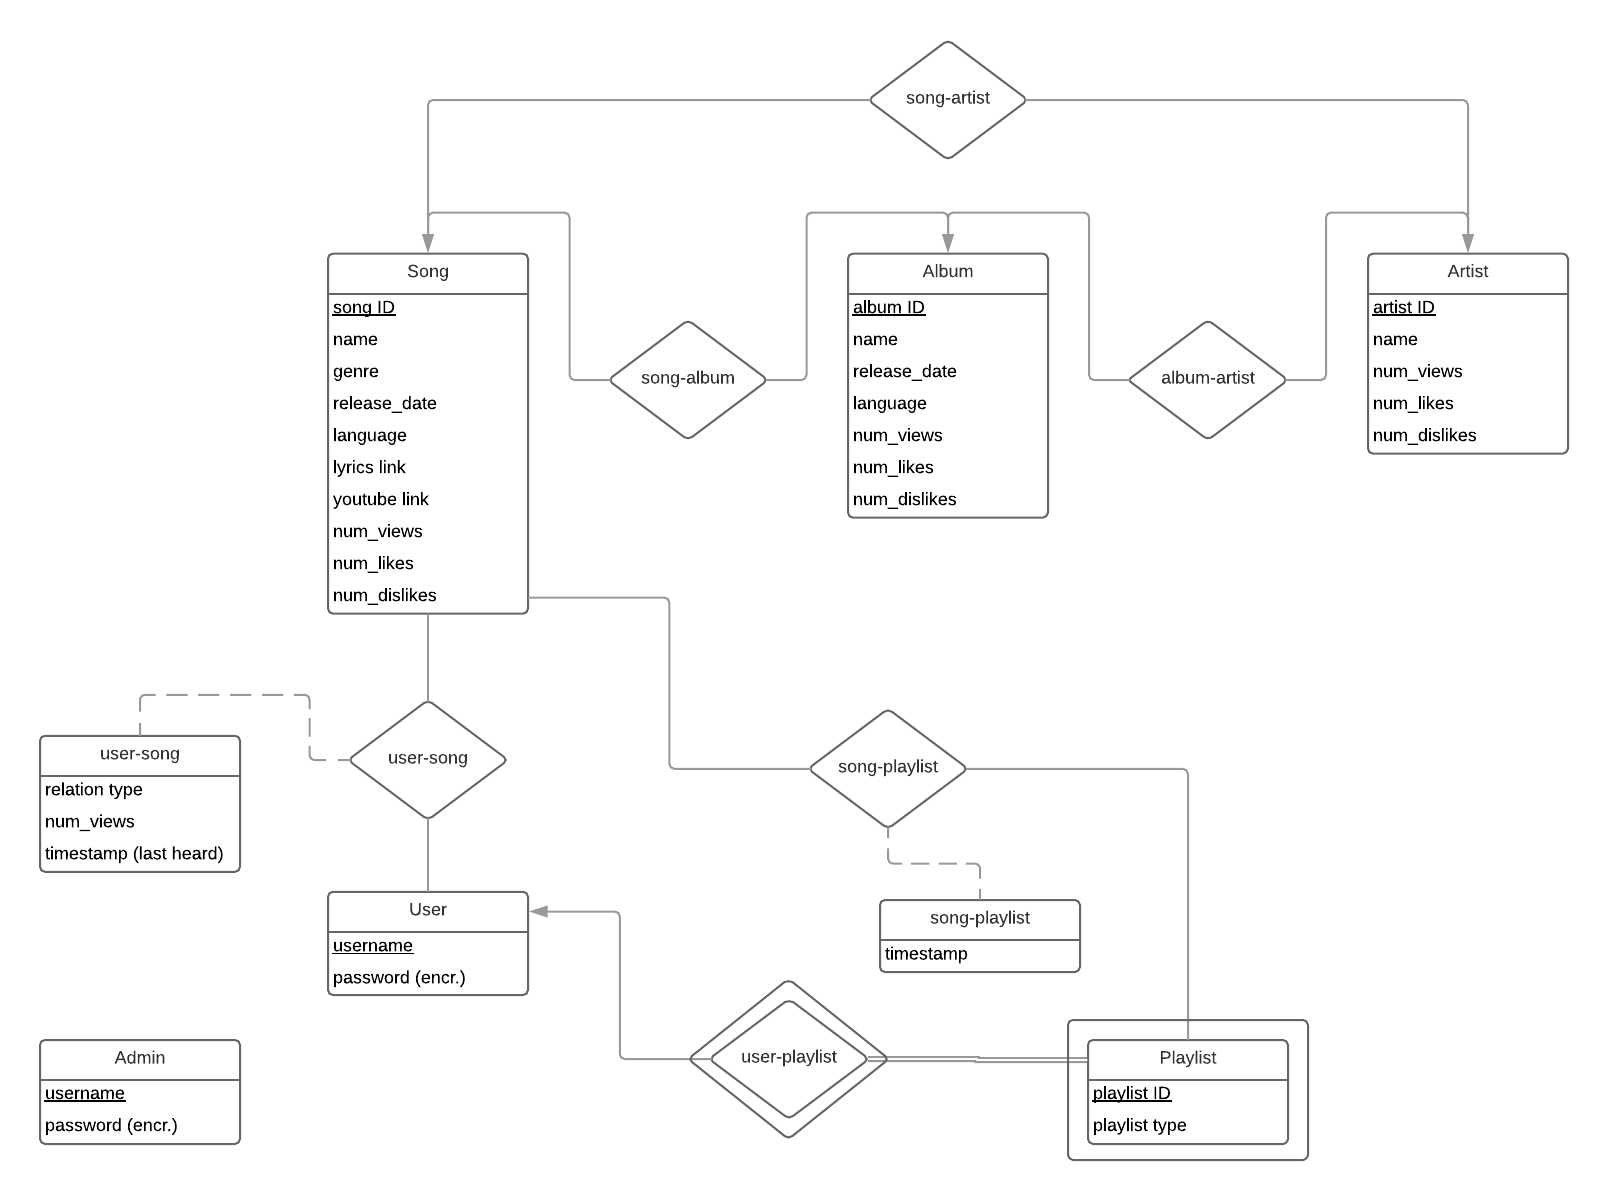 song-artist
Song
song ID
name
genre
release_date
language
lyrics link
youtube link
num_views
num_likes
num_dislikes
song-album
Album
album ID
name
release_date
language
num_views
num_likes
num_dislikes
album-artist
Artist
artist ID
name
num_views
num_likes
num_dislikes
user-song
relation type
num_views
timestamp (last heard)
user-song
song-playlist
User
username
password (encr.)
song-playlist
timestamp
Admin
username
password (encr.)
user-playlist
Playlist
playlist ID
playlist type